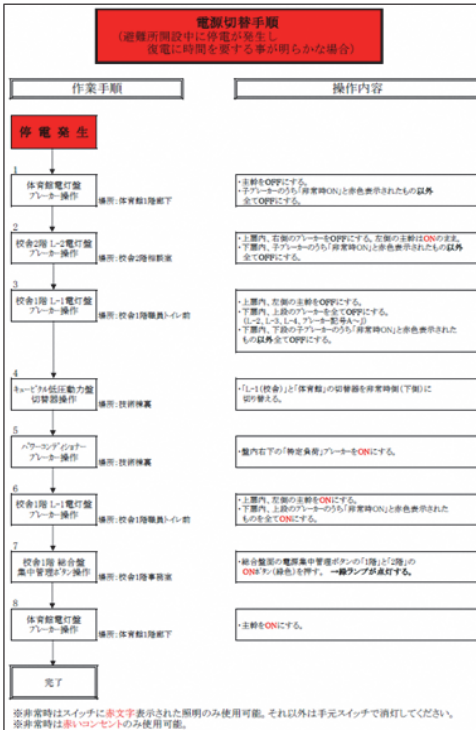 電源切替手順
(避難所開設中に停電が発生し
復電に時間を要する事が明らかな場合)
作業手順
操作内容
停電発生
1
体育館電灯盤
ブレーカー操作
場所:体育館1階廊下
・主幹をOFFにする。
・子ブレーカーのうち「非常時ON」と赤色表示されたもの以外
全てOFFにする。
2
校舎2階 L-2電灯盤
ブレーカー操作
場所:校舎2階相談室
・上扉内、右側のブレーカーをOFFにする。左側の主幹はONのまま。
・下扉内、子ブレーカーのうち「非常時ON」と赤色表示されたもの以外
全てOFFにする。
3
校舎1階 L-1電灯盤
ブレーカー操作
場所:校舎1階職員トイレ前
・上扉内、左側の主幹をOFFにする。
・下扉内、上段のブレーカーを全てOFFにする。
(L-2、L-3、L-4、ブレーカー記号A~J)
・下扉内、下段の子ブレーカーのうち「非常時ON」と赤色表示された
もの以外全てOFFにする。
4
キュービクル低圧動力盤
切替器操作
場所:技術棟裏
・「L-1(校舎)」と「体育館」の切替器を非常時側(下側)に
切り替える。
5
パワーコンディショナー
ブレーカー操作
場所:技術棟裏
・盤内右下の「特定負荷」ブレーカーをONにする。
6
校舎1階 L-1電灯盤
ブレーカー操作
場所:校舎1階職員トイレ前
・上扉内、左側の主幹をONにする。
・下扉内、上段のブレーカーのうち「非常時ON」と赤色表示された
ものを全てONにする。
7
校舎1階 総合盤
集中管理ボタン操作
場所:校舎1階事務室
・総合盤面の電源集中管理ボタンの「1階」と「2階」の
ONボタン(緑色)を押す。 →緑ランプが点灯する。
8
体育館電灯盤
ブレーカー操作
場所:体育館1階廊下
・主幹をONにする。
完了
※非常時はスイッチに赤文字表示された照明のみ使用可能。それ以外は手元スイッチで消灯してください。
※非常時は赤いコンセントのみ使用可能。